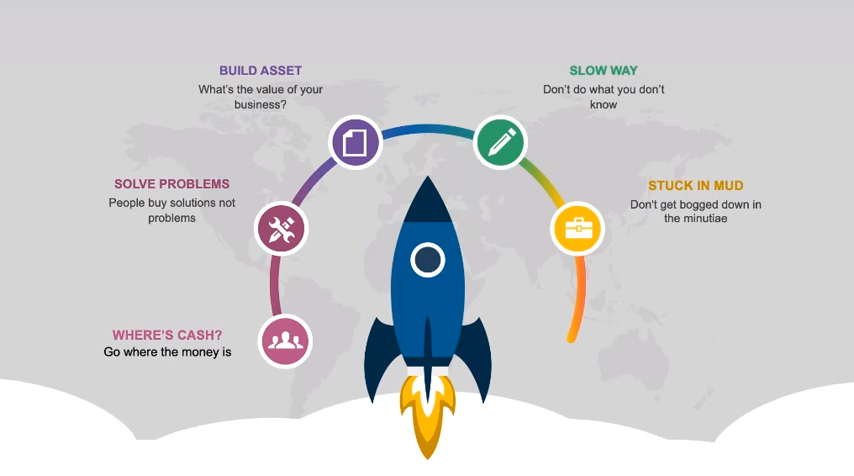 BUILD ASSET
What's the value of your
business?
SLOW WAY
Don't do what you don't
know
SOLVE PROBLEMS
People buy solutions not
problems
STUCK IN MUD
Don't get bogged down in
the minutiae
WHERE'S CASH?
Go where the money is